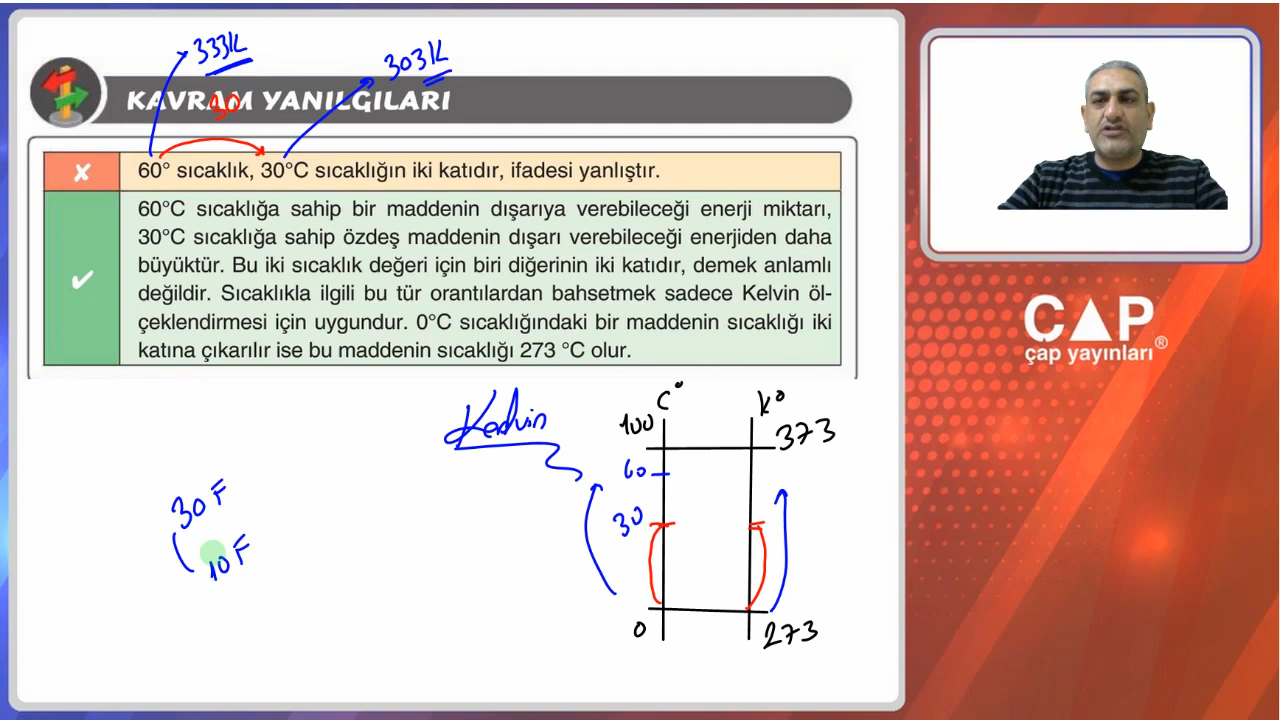 333K
303K
30
KAVRAM YANILGILARI
✘ 60° sıcaklık, 30°C sıcaklığın iki katıdır, ifadesi yanlıştır.
✔ 60°C sıcaklığa sahip bir maddenin dışarıya verebileceği enerji miktarı,
30°C sıcaklığa sahip özdeş maddenin dışarı verebileceği enerjiden daha
büyüktür. Bu iki sıcaklık değeri için biri diğerinin iki katıdır, demek anlamlı
değildir. Sıcaklıkla ilgili bu tür orantılardan bahsetmek sadece Kelvin öl-
çeklendirmesi için uygundur. 0°C sıcaklığındaki bir maddenin sıcaklığı iki
katına çıkarılır ise bu maddenin sıcaklığı 273 °C olur.
ÇAP
çap yayınları®
Kelvin
C° K°
100 373
60
30
0 273
30 F
10 F